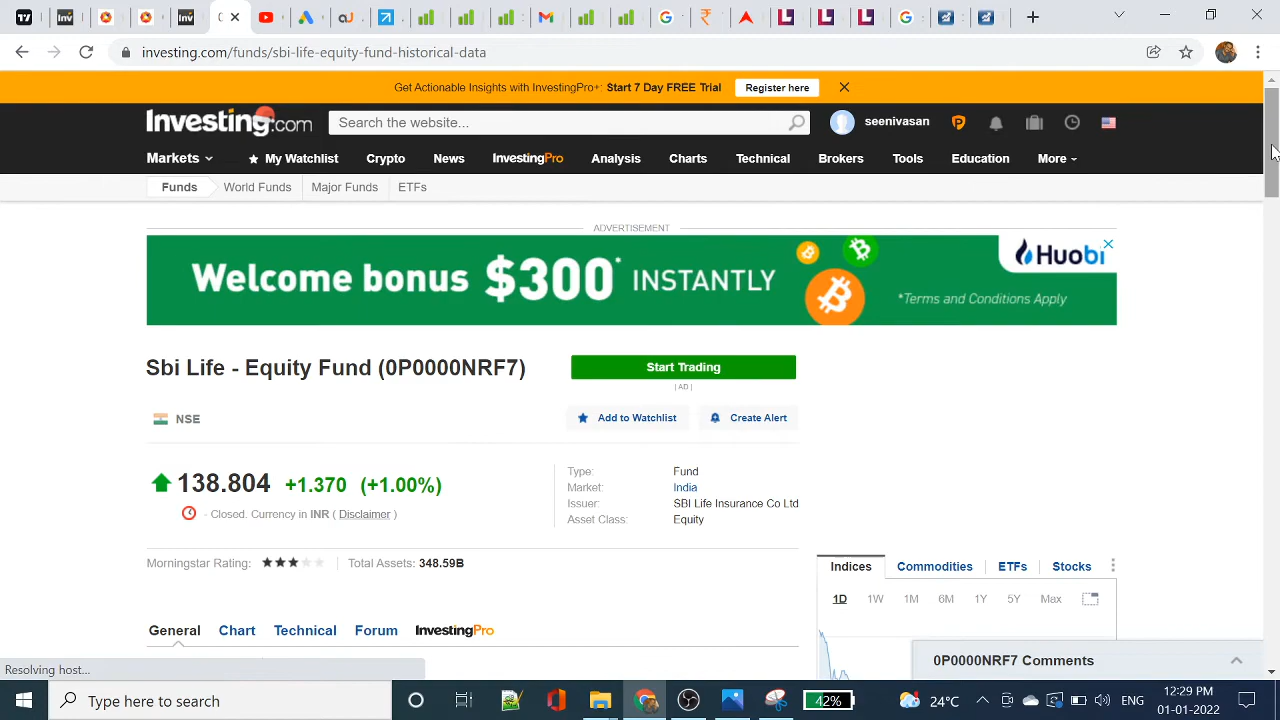 investing.com/funds/sbi-life-equity-fund-historical-data
Get Actionable Insights with InvestingPro+: Start 7 Day FREE Trial Register here
Investing.com Search the website... seenivasan
Markets My Watchlist Crypto News InvestingPro Analysis Charts Technical Brokers Tools Education More
Funds World Funds Major Funds ETFs
ADVERTISEMENT
Welcome bonus $300* INSTANTLY
Huobi
*Terms and Conditions Apply
Sbi Life - Equity Fund (0P0000NRF7) Start Trading
| AD |
NSE Add to Watchlist Create Alert
138.804 +1.370 (+1.00%)
- Closed. Currency in INR ( Disclaimer )
Type: Fund
Market: India
Issuer: SBI Life Insurance Co Ltd
Asset Class: Equity
Morningstar Rating: Total Assets: 348.59B
Indices Commodities ETFs Stocks
1D 1W 1M 6M 1Y 5Y Max
General Chart Technical Forum InvestingPro
0P0000NRF7 Comments
Resolving host...
Type here to search
42% 24°C ENG 12:29 PM
01-01-2022